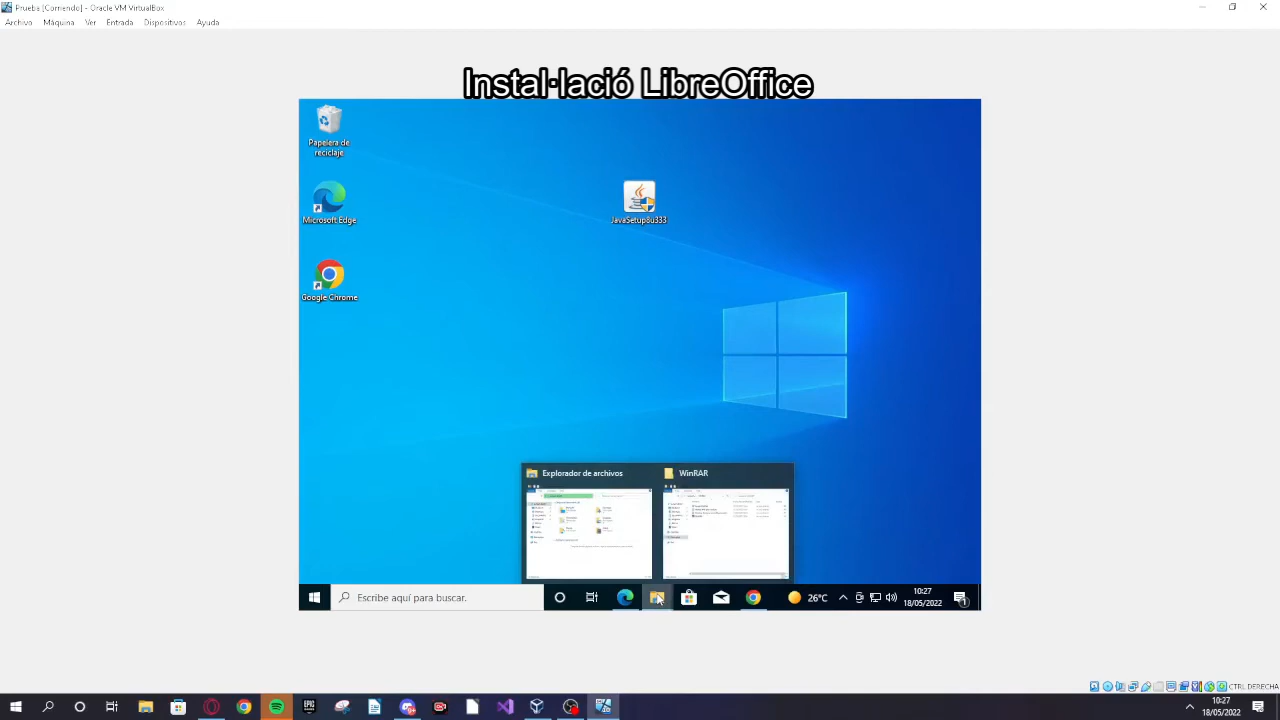 Prueba [Corriendo] - Oracle VM VirtualBox
Archivo Máquina Ver Entrada Dispositivos Ayuda
Instal·lació LibreOffice
Papelera de
reciclaje
Microsoft Edge
JavaSetup8u333
Google Chrome
Explorador de archivos
WinRAR
Escribe aquí para buscar.
26°C
10:27
18/05/2022
1
CTRL DERECHA
EPIC
10:27
18/05/2022